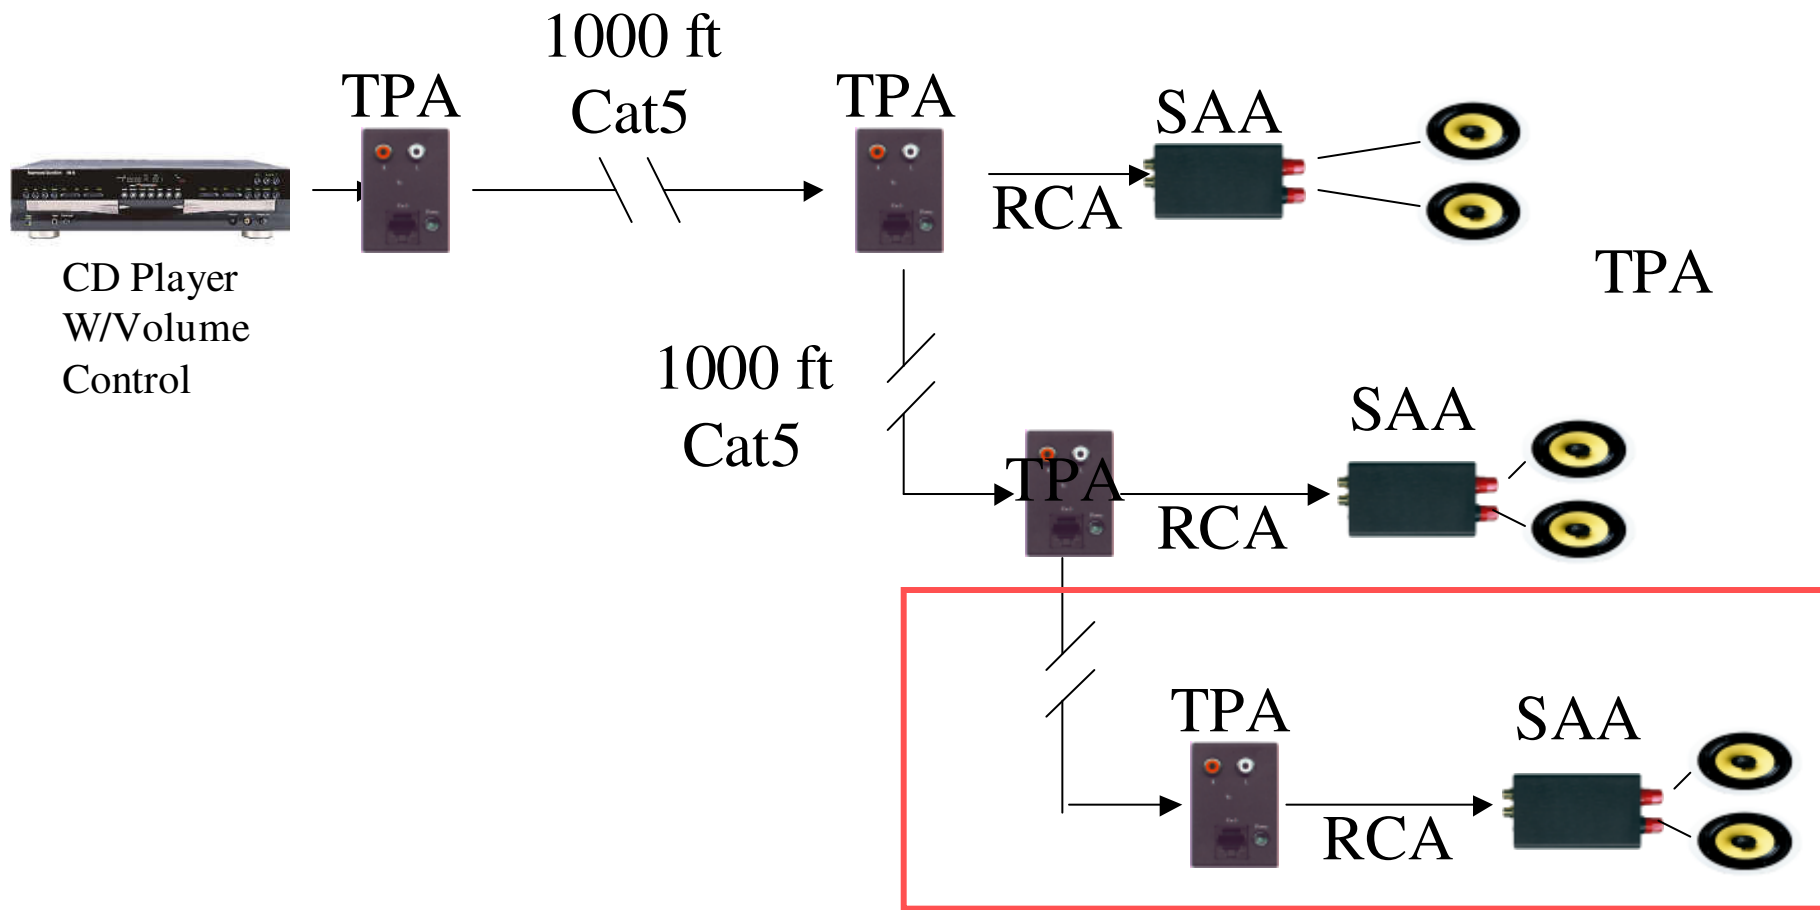 1000 ft
Cat5
TPA
TPA
SAA
RCA
CD Player
W/Volume
Control
TPA
1000 ft
Cat5
SAA
TPA
RCA
TPA
SAA
RCA